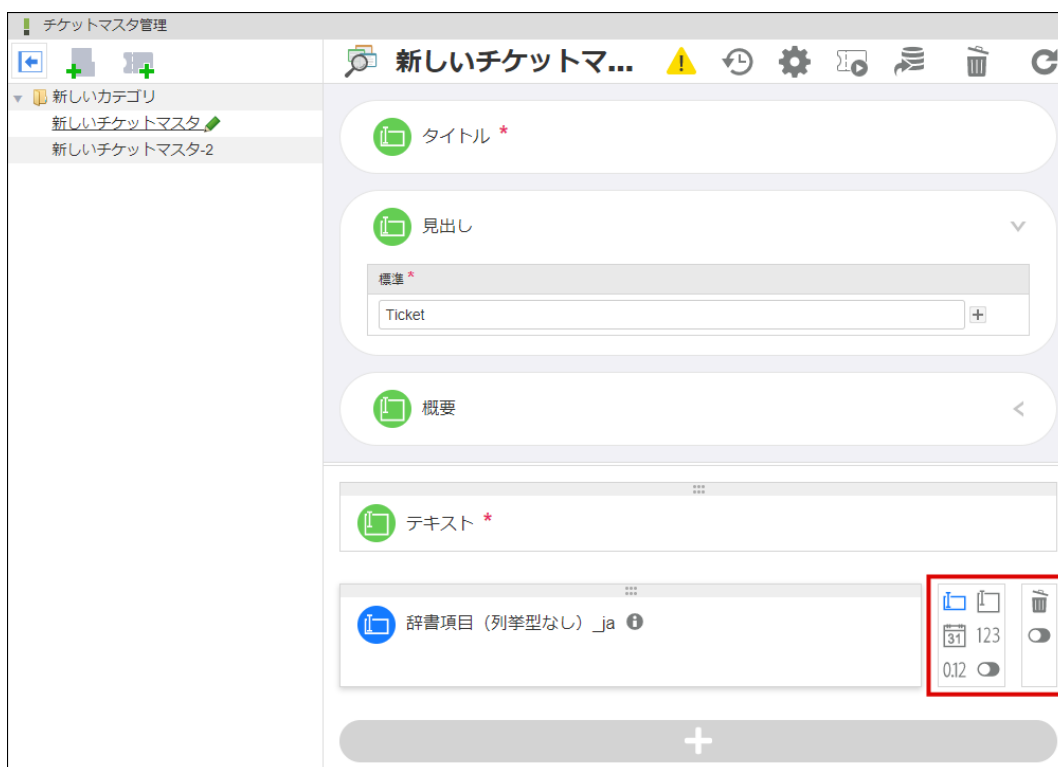 チケットマスタ管理
新しいチケットマ...
新しいカテゴリ
新しいチケットマスタ
新しいチケットマスタ-2
タイトル *
見出し
標準 *
Ticket
概要
テキスト *
辞書項目（列挙型なし）_ja
31 123
0.12